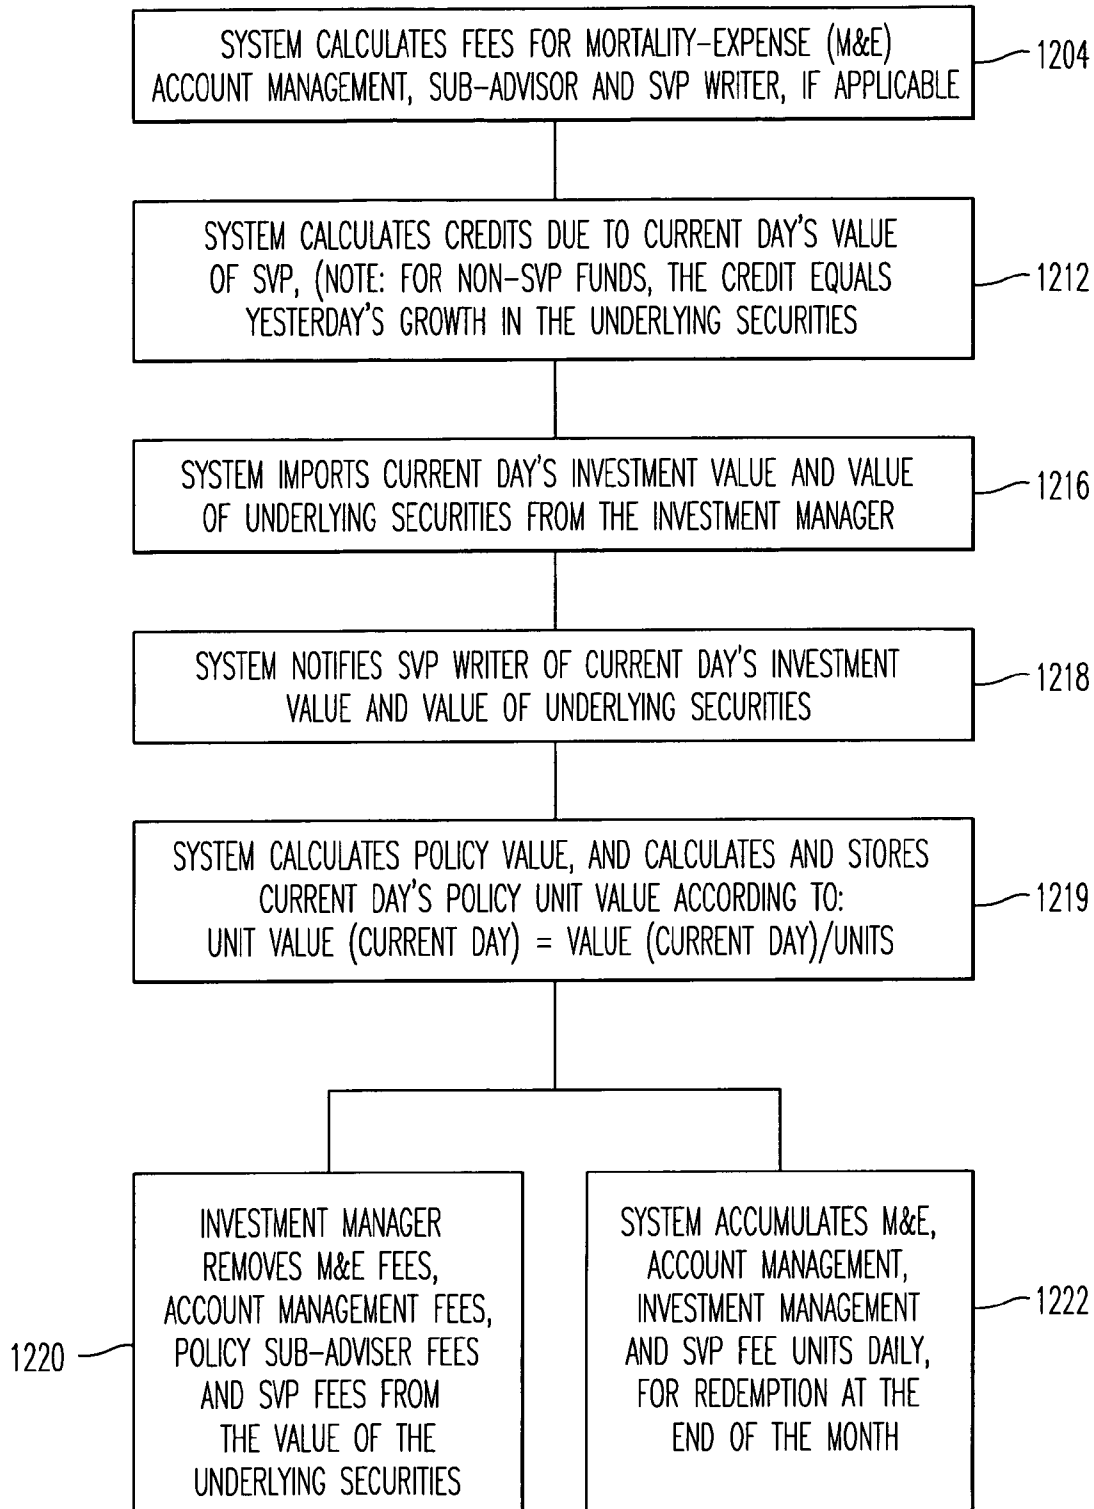 SYSTEM CALCULATES FEES FOR MORTALITY-EXPENSE (M&E)
ACCOUNT MANAGEMENT, SUB-ADVISOR AND SVP WRITER, IF APPLICABLE
1204
SYSTEM CALCULATES CREDITS DUE TO CURRENT DAY'S VALUE
OF SVP, (NOTE: FOR NON-SVP FUNDS, THE CREDIT EQUALS
YESTERDAY'S GROWTH IN THE UNDERLYING SECURITIES
1212
SYSTEM IMPORTS CURRENT DAY'S INVESTMENT VALUE AND VALUE
OF UNDERLYING SECURITIES FROM THE INVESTMENT MANAGER
1216
SYSTEM NOTIFIES SVP WRITER OF CURRENT DAY'S INVESTMENT
VALUE AND VALUE OF UNDERLYING SECURITIES
1218
SYSTEM CALCULATES POLICY VALUE, AND CALCULATES AND STORES
CURRENT DAY'S POLICY UNIT VALUE ACCORDING TO:
UNIT VALUE (CURRENT DAY) = VALUE (CURRENT DAY)/UNITS
1219
INVESTMENT MANAGER
REMOVES M&E FEES,
ACCOUNT MANAGEMENT FEES,
POLICY SUB-ADVISER FEES
AND SVP FEES FROM
THE VALUE OF THE
UNDERLYING SECURITIES
1220
SYSTEM ACCUMULATES M&E,
ACCOUNT MANAGEMENT,
INVESTMENT MANAGEMENT
AND SVP FEE UNITS DAILY,
FOR REDEMPTION AT THE
END OF THE MONTH
1222